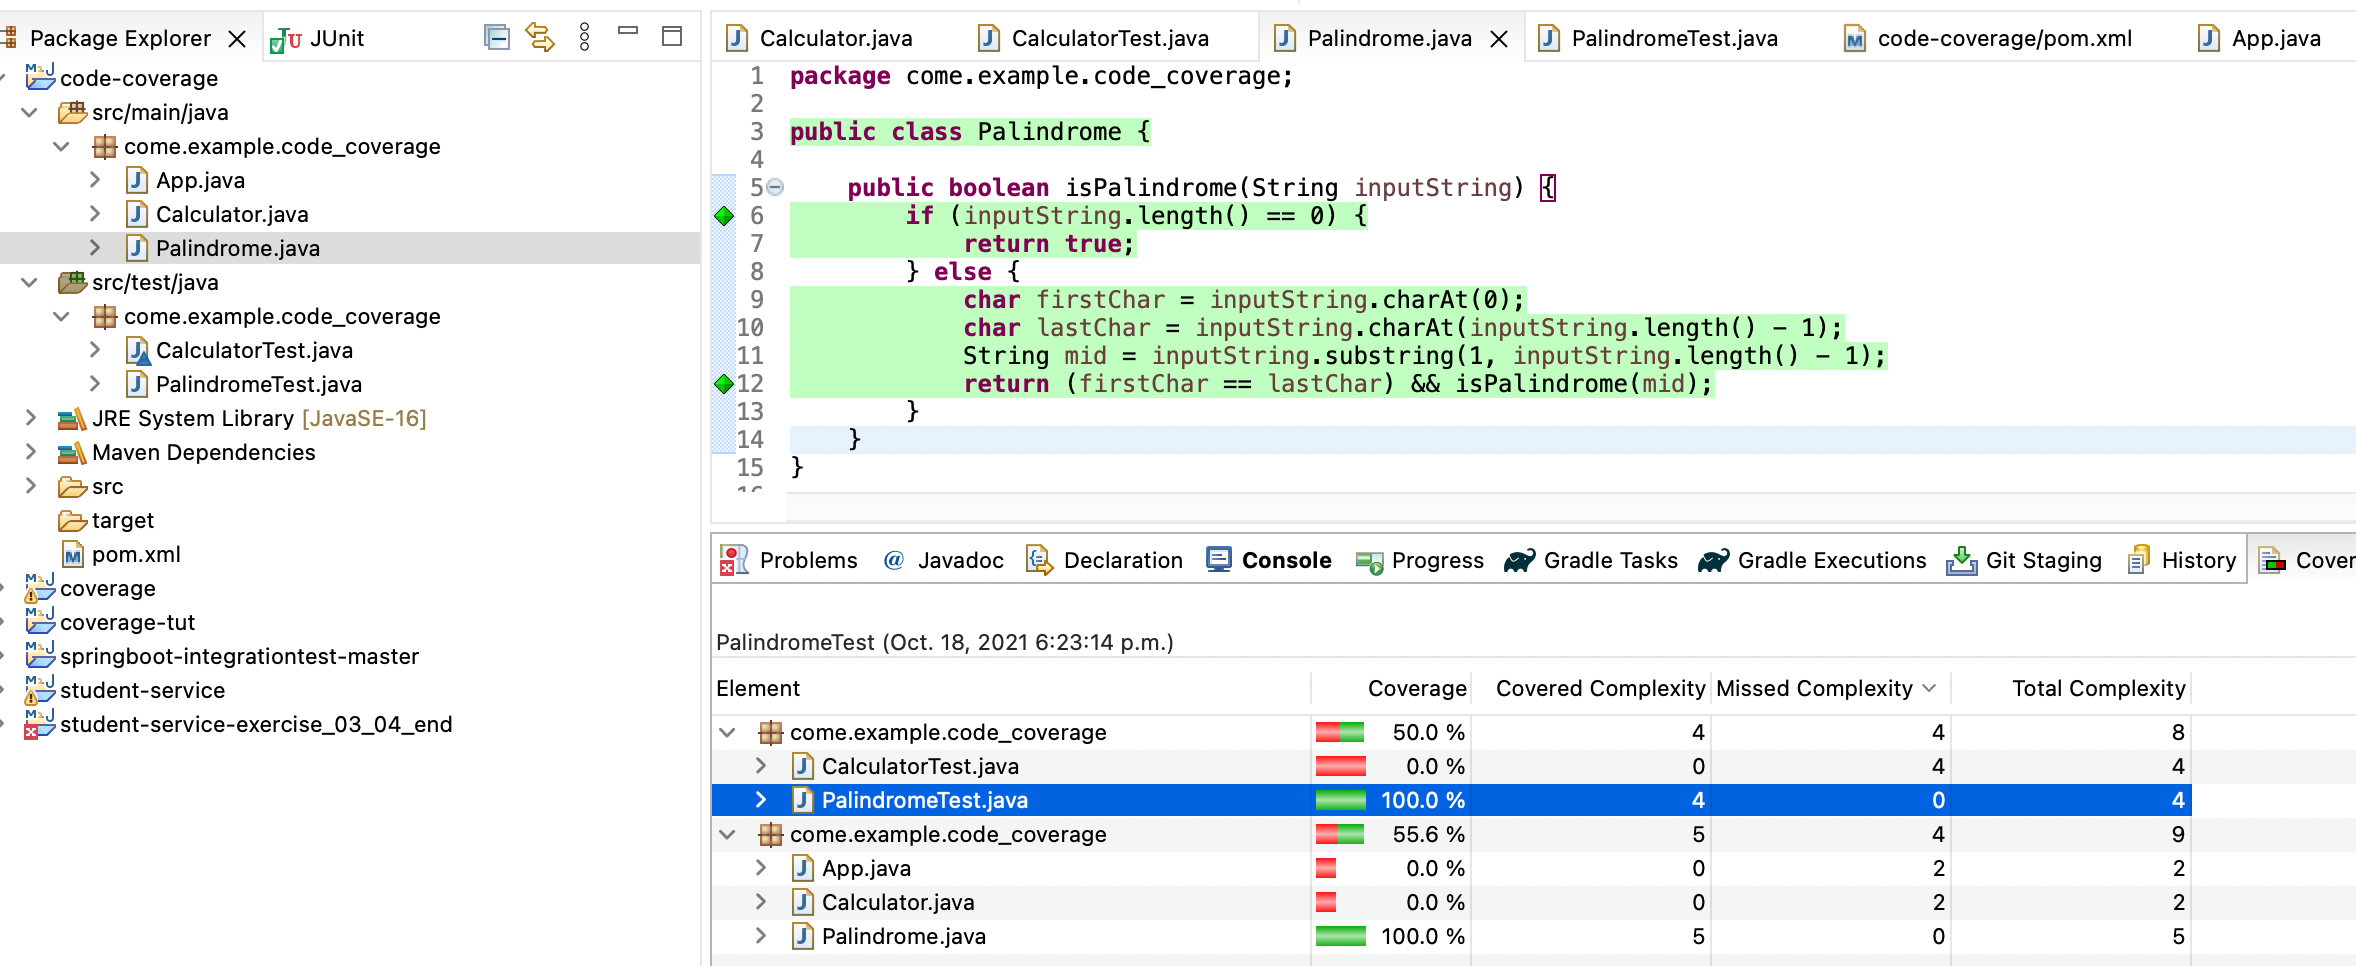 Package Explorer
JUnit
code-coverage
src/main/java
come.example.code_coverage
App.java
Calculator.java
Palindrome.java
src/test/java
come.example.code_coverage
CalculatorTest.java
PalindromeTest.java
JRE System Library [JavaSE-16]
Maven Dependencies
src
target
pom.xml
coverage
coverage-tut
springboot-integrationtest-master
student-service
student-service-exercise_03_04_end
Calculator.java CalculatorTest.java Palindrome.java PalindromeTest.java code-coverage/pom.xml App.java
1 package come.example.code_coverage;
2
3 public class Palindrome {
4
5 public boolean isPalindrome(String inputString) {
6 if (inputString.length() == 0) {
7 return true;
8 } else {
9 char firstChar = inputString.charAt(0);
10 char lastChar = inputString.charAt(inputString.length() - 1);
11 String mid = inputString.substring(1, inputString.length() - 1);
12 return (firstChar == lastChar) && isPalindrome(mid);
13 }
14 }
15 }
Problems @ Javadoc Declaration Console Progress Gradle Tasks Gradle Executions Git Staging History Cover
PalindromeTest (Oct. 18, 2021 6:23:14 p.m.)
Element Coverage Covered Complexity Missed Complexity Total Complexity
come.example.code_coverage 50.0 % 4 4 8
CalculatorTest.java 0.0 % 0 4 4
PalindromeTest.java 100.0 % 4 0 4
come.example.code_coverage 55.6 % 5 4 9
App.java 0.0 % 0 2 2
Calculator.java 0.0 % 0 2 2
Palindrome.java 100.0 % 5 0 5